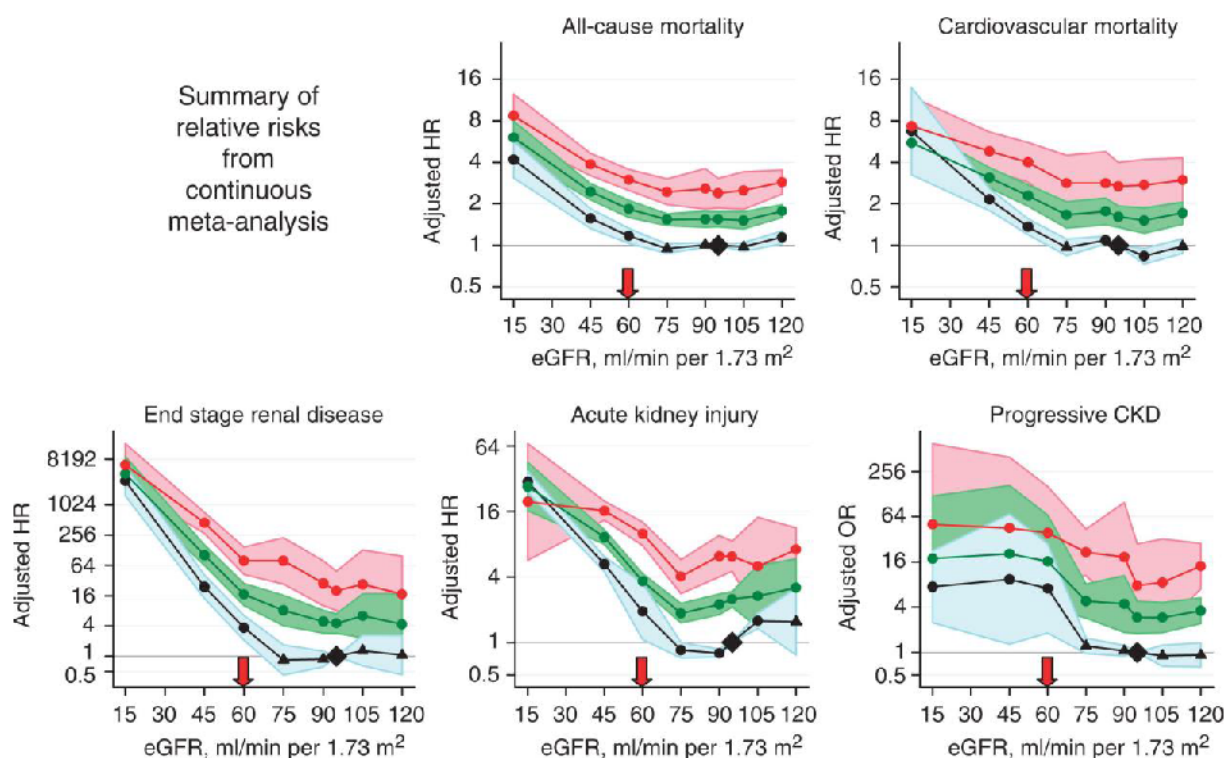 Summary of
relative risks
from
continuous
meta-analysis
All-cause mortality
Adjusted HR
16
8
4
2
1
0.5
15 30 45 60 75 90 105 120
eGFR, ml/min per 1.73 m²
Cardiovascular mortality
Adjusted HR
16
8
4
2
1
0.5
15 30 45 60 75 90 105 120
eGFR, ml/min per 1.73 m²
End stage renal disease
Adjusted HR
8192
1024
256
64
16
4
1
0.5
15 30 45 60 75 90 105 120
eGFR, ml/min per 1.73 m²
Acute kidney injury
Adjusted HR
64
16
4
1
0.5
15 30 45 60 75 90 105 120
eGFR, ml/min per 1.73 m²
Progressive CKD
Adjusted OR
256
64
16
4
1
0.5
15 30 45 60 75 90 105 120
eGFR, ml/min per 1.73 m²